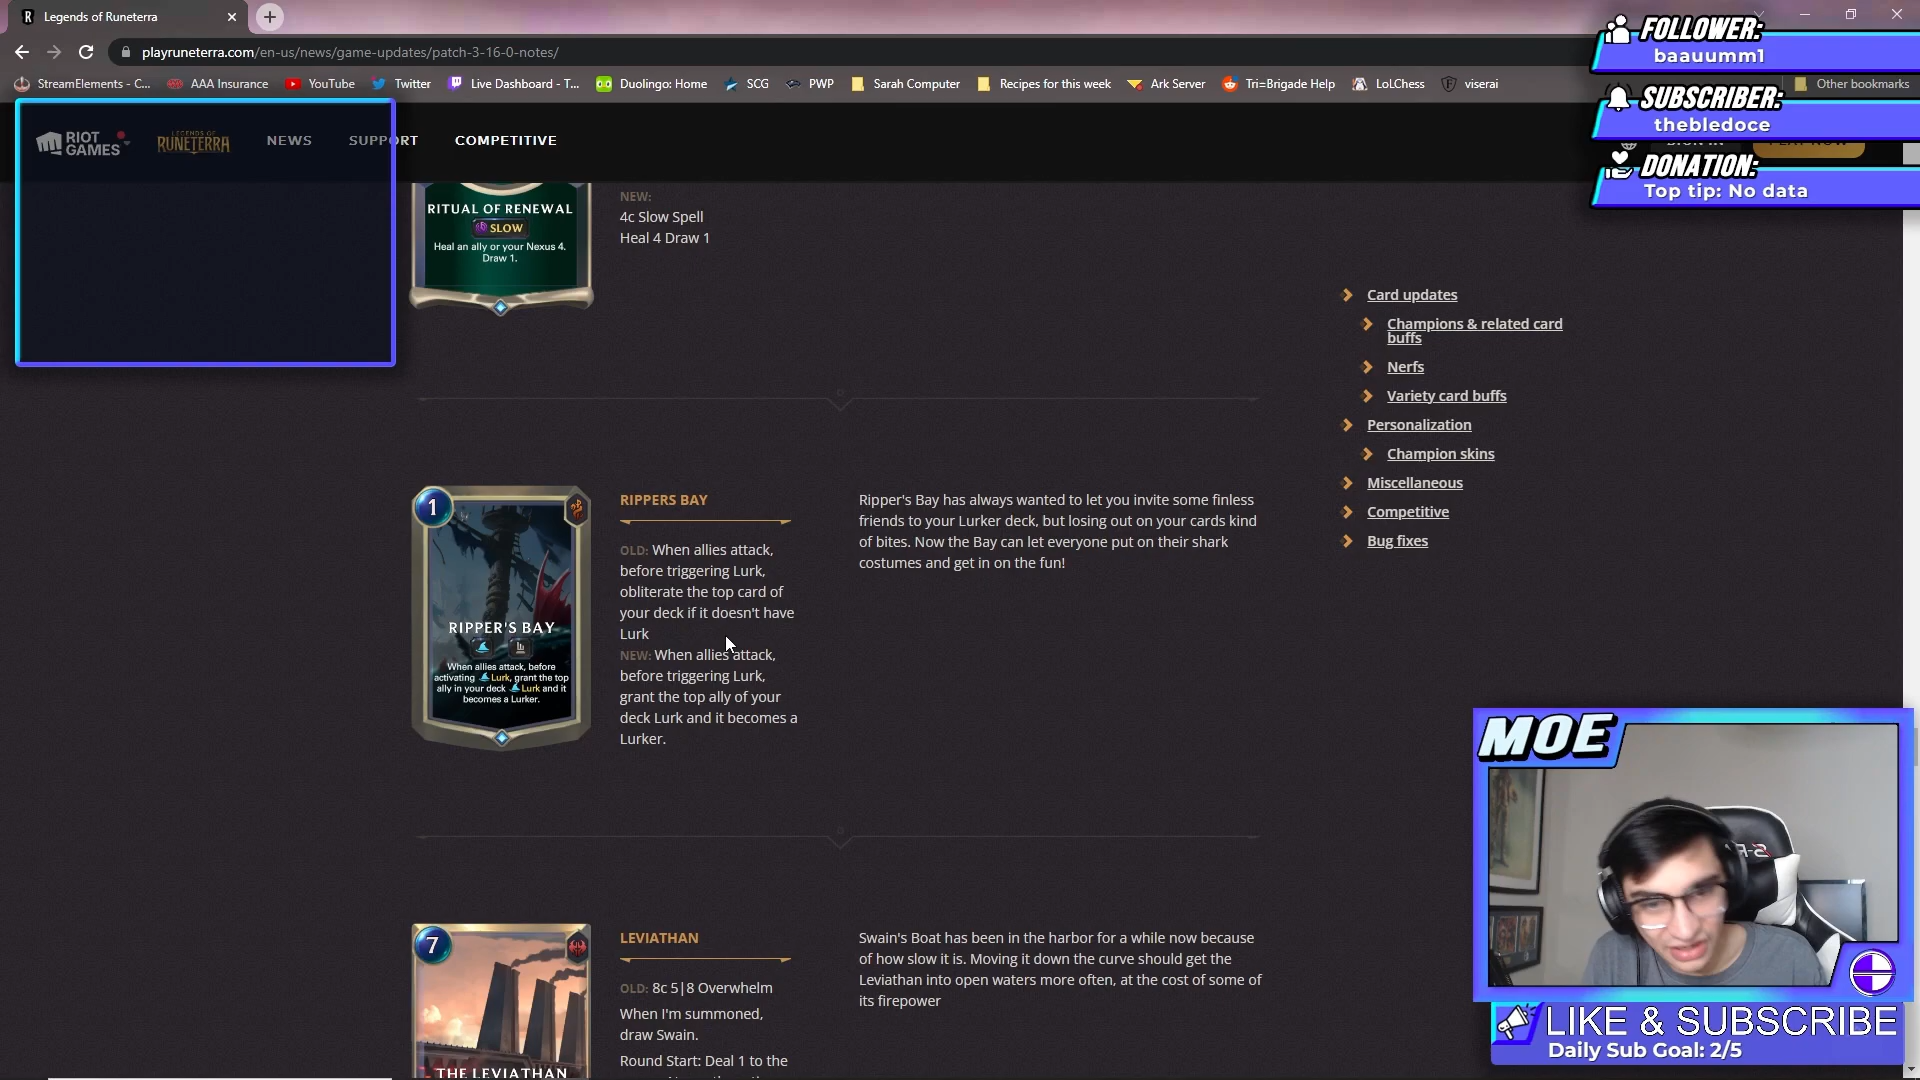 Legends of Runeterra
playruneterra.com/en-us/news/game-updates/patch-3-16-0-notes/
StreamElements - C...
AAA Insurance
YouTube
Twitter
Live Dashboard - T...
Duolingo: Home
SCG
PWP
Sarah Computer
Recipes for this week
Ark Server
Tri=Brigade Help
LoLChess
viserai
Other bookmarks
FOLLOWER:
baauumm1
SUBSCRIBER:
thebledoce
DONATION:
Top tip: No data
RIOT GAMES
LEGENDS OF RUNETERRA
NEWS
SUPPORT
COMPETITIVE
SIGN IN
PLAY NOW
RITUAL OF RENEWAL
SLOW
Heal an ally or your Nexus 4.
Draw 1.
NEW:
4c Slow Spell
Heal 4 Draw 1
Card updates
Champions & related card
buffs
Nerfs
Variety card buffs
Personalization
Champion skins
Miscellaneous
Competitive
Bug fixes
1
RIPPER'S BAY
When allies attack, before
activating Lurk, grant the top
ally in your deck Lurk and it
becomes a Lurker.
RIPPERS BAY
OLD: When allies attack,
before triggering Lurk,
obliterate the top card of
your deck if it doesn't have
Lurk
NEW: When allies attack,
before triggering Lurk,
grant the top ally of your
deck Lurk and it becomes a
Lurker.
Ripper's Bay has always wanted to let you invite some finless
friends to your Lurker deck, but losing out on your cards kind
of bites. Now the Bay can let everyone put on their shark
costumes and get in on the fun!
7
THE LEVIATHAN
LEVIATHAN
OLD: 8c 5|8 Overwhelm
When I'm summoned,
draw Swain.
Round Start: Deal 1 to the
Swain's Boat has been in the harbor for a while now because
of how slow it is. Moving it down the curve should get the
Leviathan into open waters more often, at the cost of some of
its firepower
MOE
LIKE & SUBSCRIBE
Daily Sub Goal: 2/5